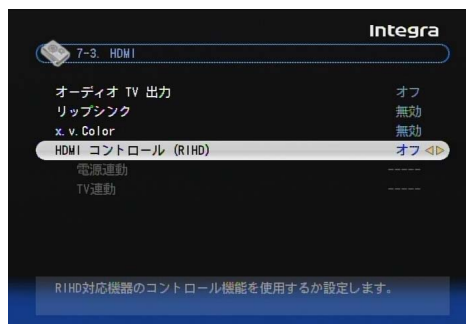 Integra
7-3. HDMI
オーディオ TV 出力 オフ
リップシンク 無効
x.v.Color 無効
HDMI コントロール (RIHD) オフ
電源連動 -----
TV連動 -----
RIHD対応機器のコントロール機能を使用するか設定します。